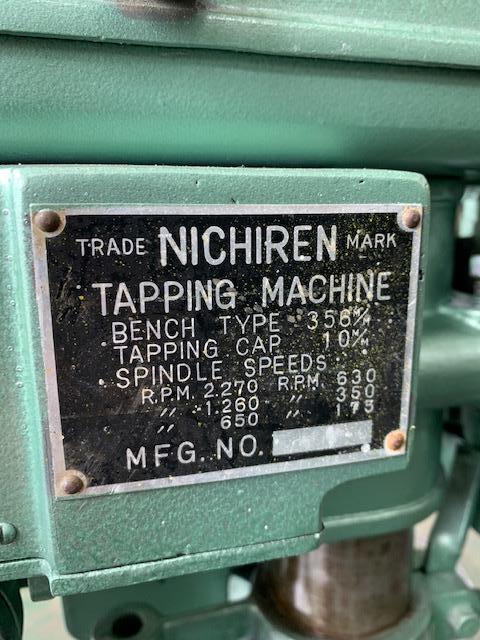 TRADE NICHIREN MARK
TAPPING MACHINE
BENCH TYPE 356 M/M
TAPPING CAP 10 M/M
SPINDLE SPEEDS
R.P.M. 2.270 R.P.M. 630
〃 1.260 〃 350
〃 650 〃 175
MFG. NO.